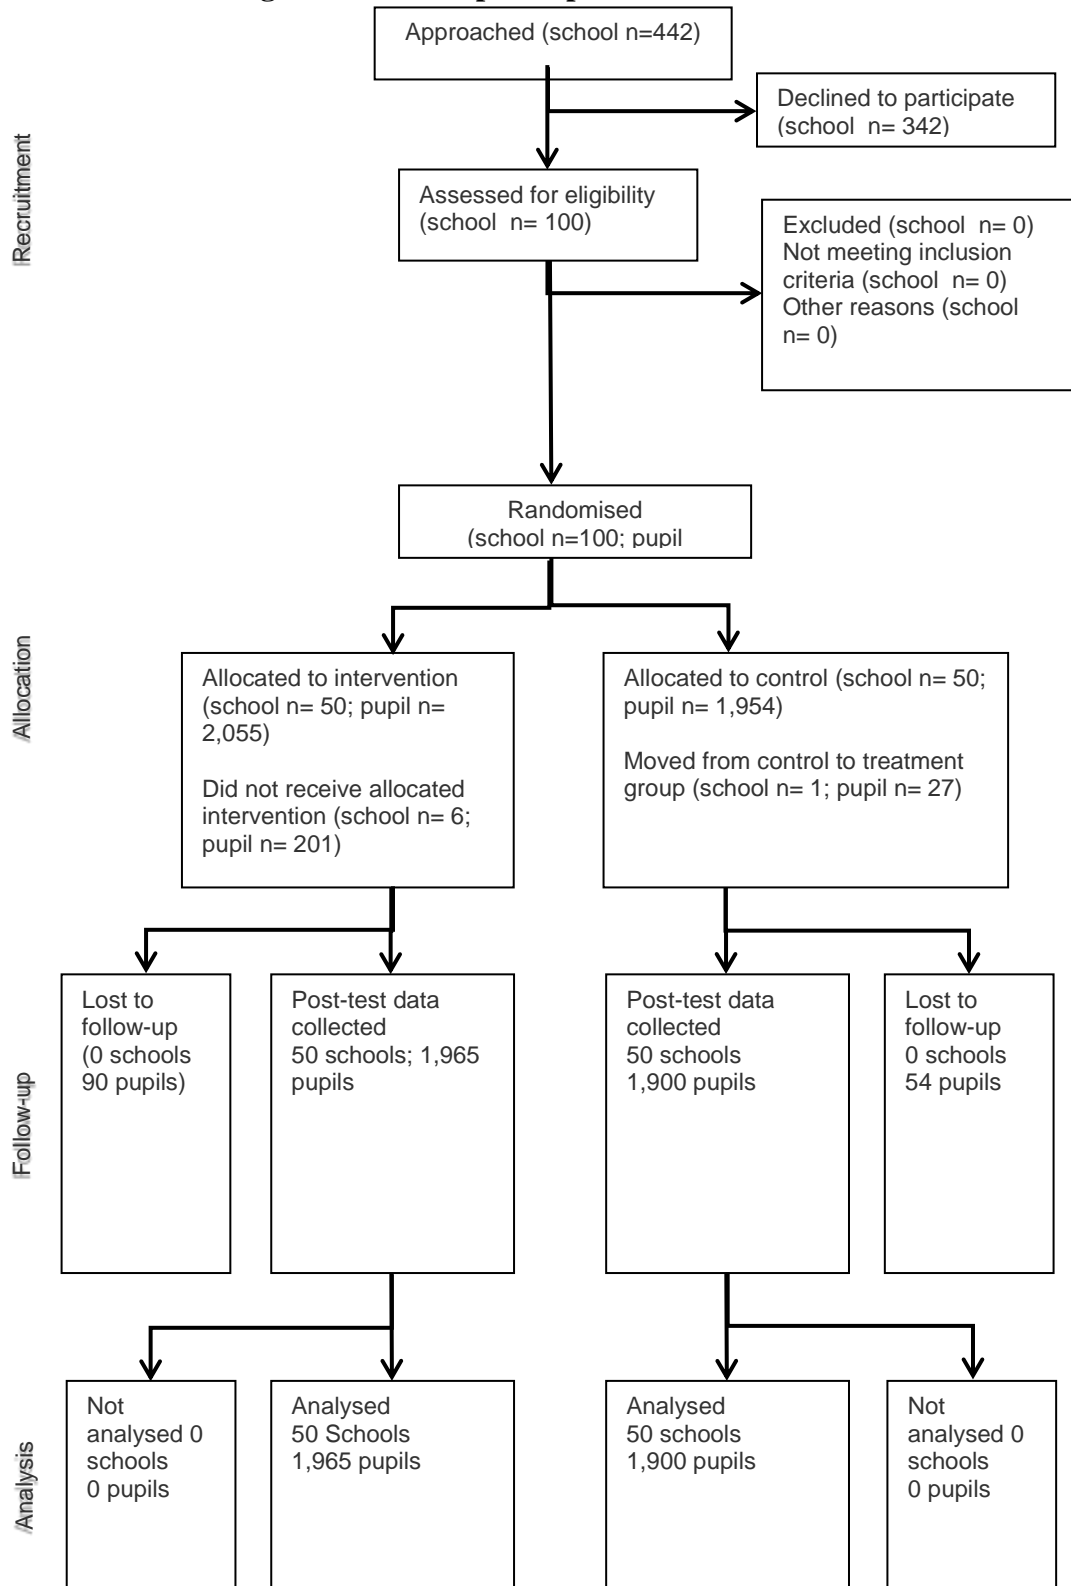 Approached (school n=442)
Declined to participate
(school n= 342)
Recruitment
Assessed for eligibility
(school n= 100)
Excluded (school n= 0)
Not meeting inclusion
criteria (school n= 0)
Other reasons (school
n= 0)
Randomised
(school n=100; pupil
Allocation
Allocated to intervention
(school n= 50; pupil n=
2,055)
Did not receive allocated
intervention (school n= 6;
pupil n= 201)
Allocated to control (school n= 50;
pupil n= 1,954)
Moved from control to treatment
group (school n= 1; pupil n= 27)
Follow-up
Lost to
follow-up
(0 schools
90 pupils)
Post-test data
collected
50 schools; 1,965
pupils
Post-test data
collected
50 schools
1,900 pupils
Lost to
follow-up
0 schools
54 pupils
Analysis
Not
analysed 0
schools
0 pupils
Analysed
50 Schools
1,965 pupils
Analysed
50 schools
1,900 pupils
Not
analysed 0
schools
0 pupils